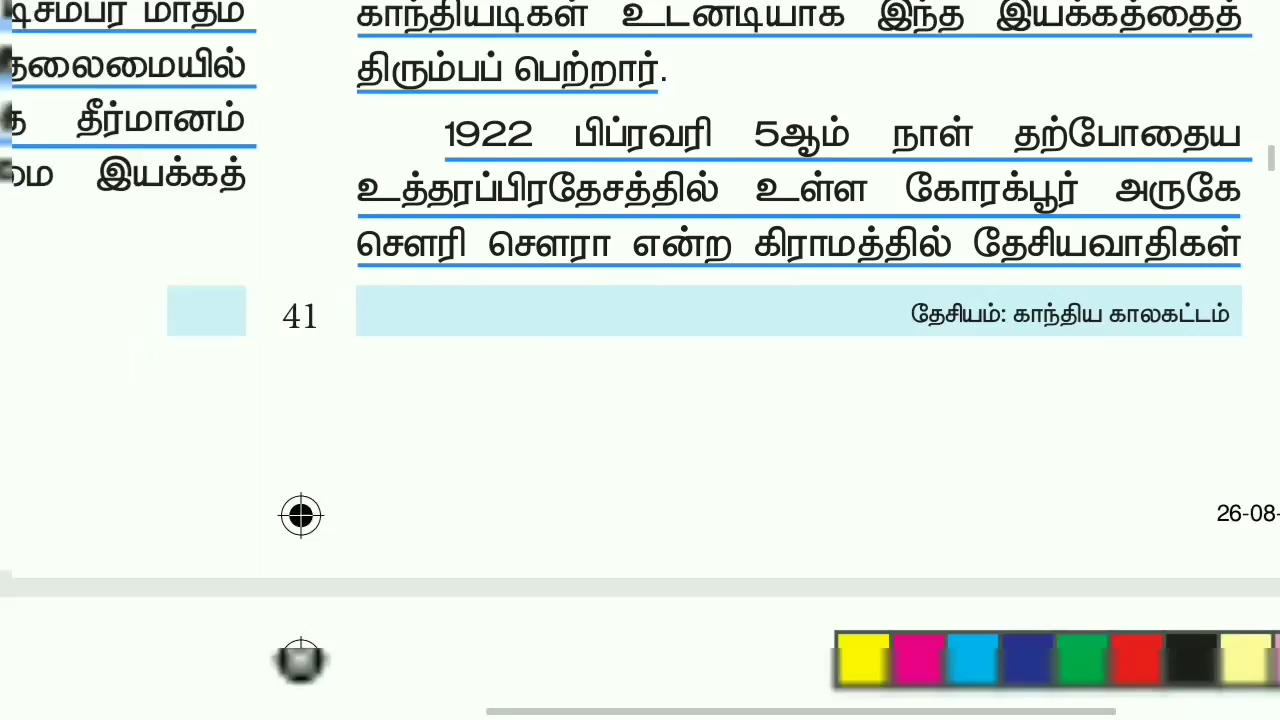 டிசம்பர் மாதம்
தலைமையில்
தீர்மானம்
இயக்கத்
காந்தியடிகள் உடனடியாக இந்த இயக்கத்தைத்
திரும்பப் பெற்றார்.
1922 பிப்ரவரி 5ஆம் நாள் தற்போதைய
உத்தரப்பிரதேசத்தில் உள்ள கோரக்பூர் அருகே
சௌரி சௌரா என்ற கிராமத்தில் தேசியவாதிகள்
41
தேசியம்: காந்திய காலகட்டம்
26-08-